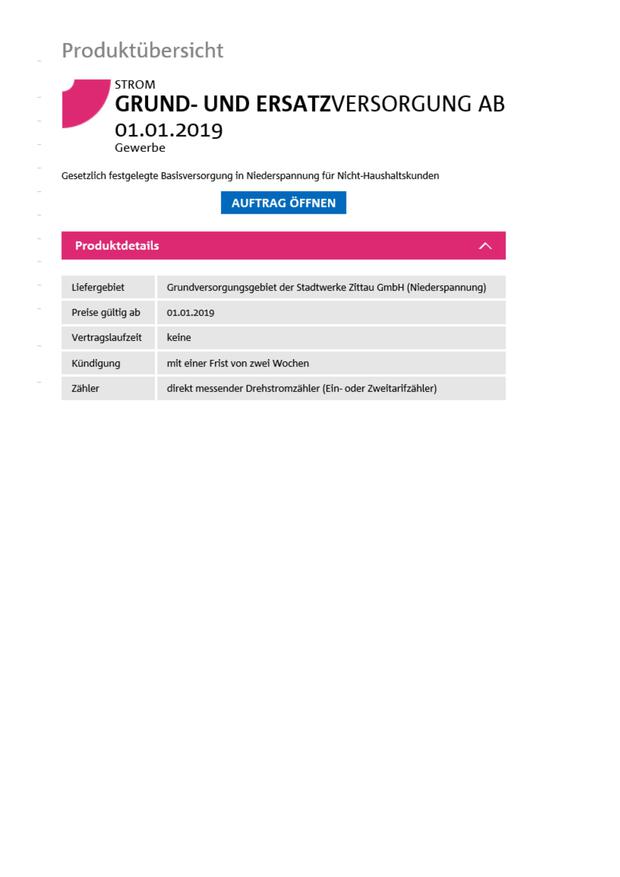 Produktübersicht
STROM
GRUND- UND ERSATZVERSORGUNG AB
01.01.2019
Gewerbe
Gesetzlich festgelegte Basisversorgung in Niederspannung für Nicht-Haushaltskunden
AUFTRAG ÖFFNEN
Produktdetails
Liefergebiet Grundversorgungsgebiet der Stadtwerke Zittau GmbH (Niederspannung)
Preise gültig ab 01.01.2019
Vertragslaufzeit keine
Kündigung mit einer Frist von zwei Wochen
Zähler direkt messender Drehstromzähler (Ein- oder Zweitarifzähler)